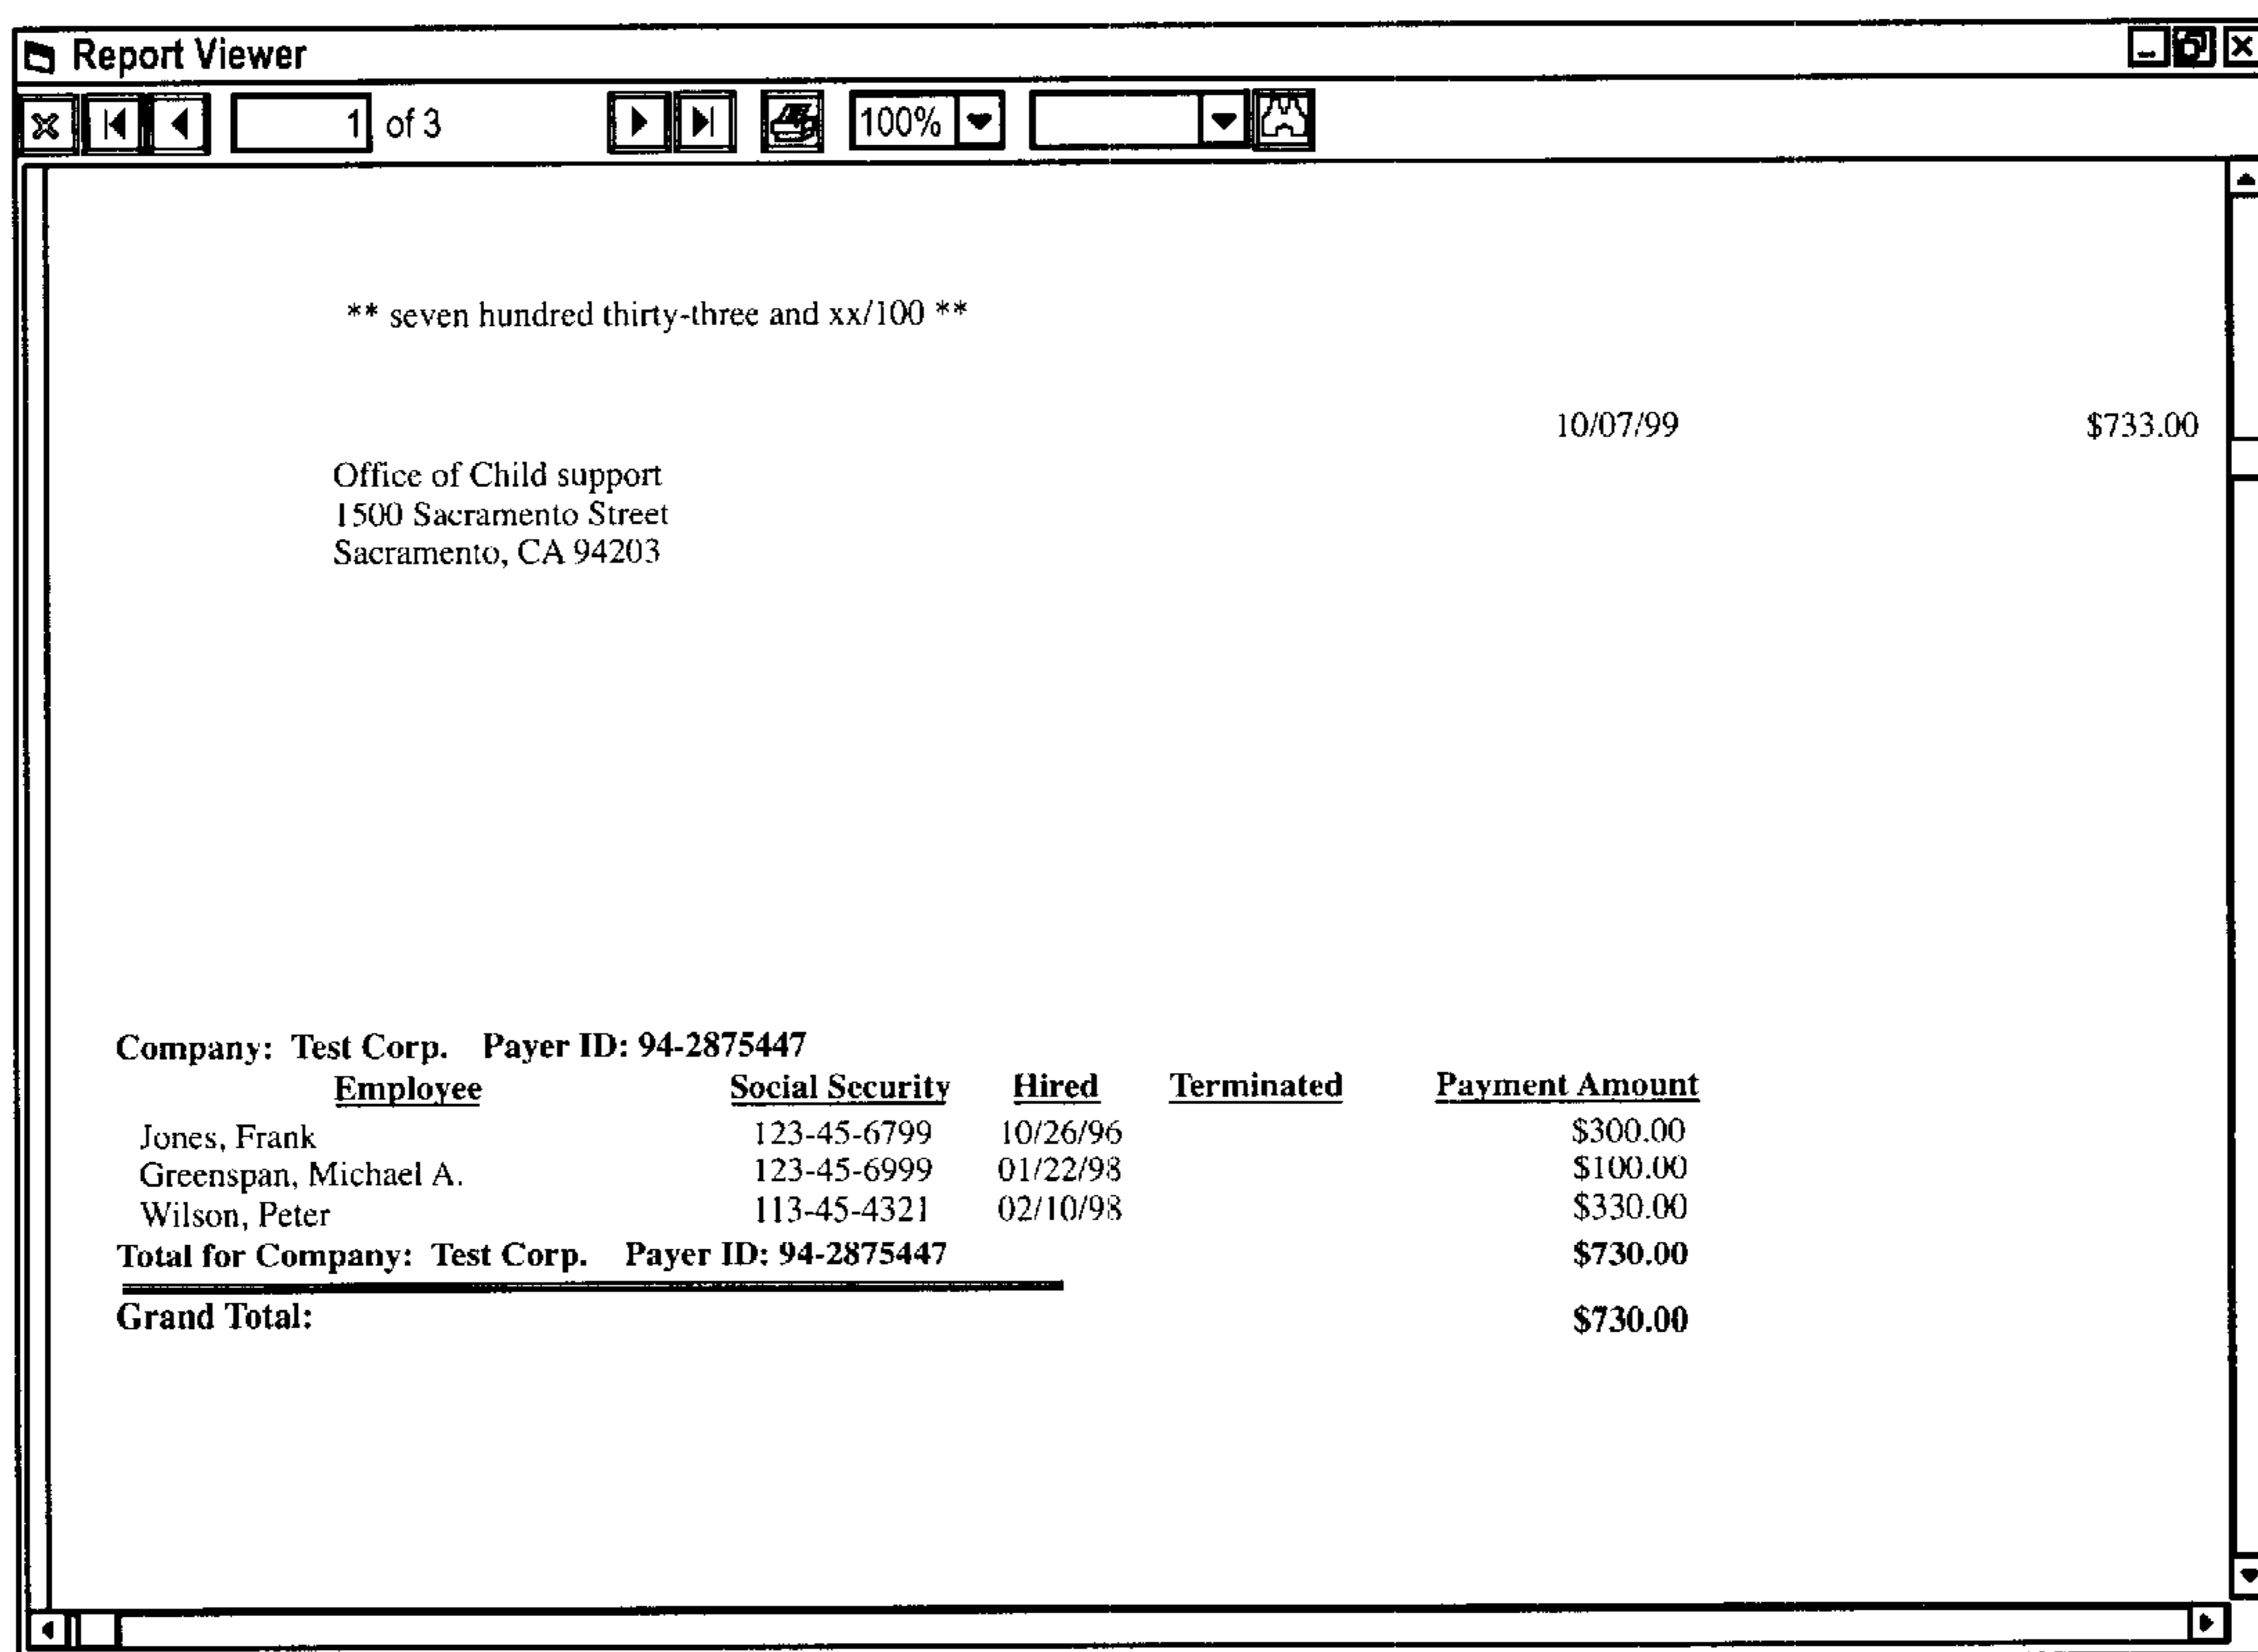 Report Viewer
1 of 3 100%
** seven hundred thirty-three and xx/100 **
10/07/99 $733.00
Office of Child support
1500 Sacramento Street
Sacramento, CA 94203
Company: Test Corp. Payer ID: 94-2875447
Employee Social Security Hired Terminated Payment Amount
Jones, Frank 123-45-6799 10/26/96 $300.00
Greenspan, Michael A. 123-45-6999 01/22/98 $100.00
Wilson, Peter 113-45-4321 02/10/98 $330.00
Total for Company: Test Corp. Payer ID: 94-2875447 $730.00
Grand Total: $730.00